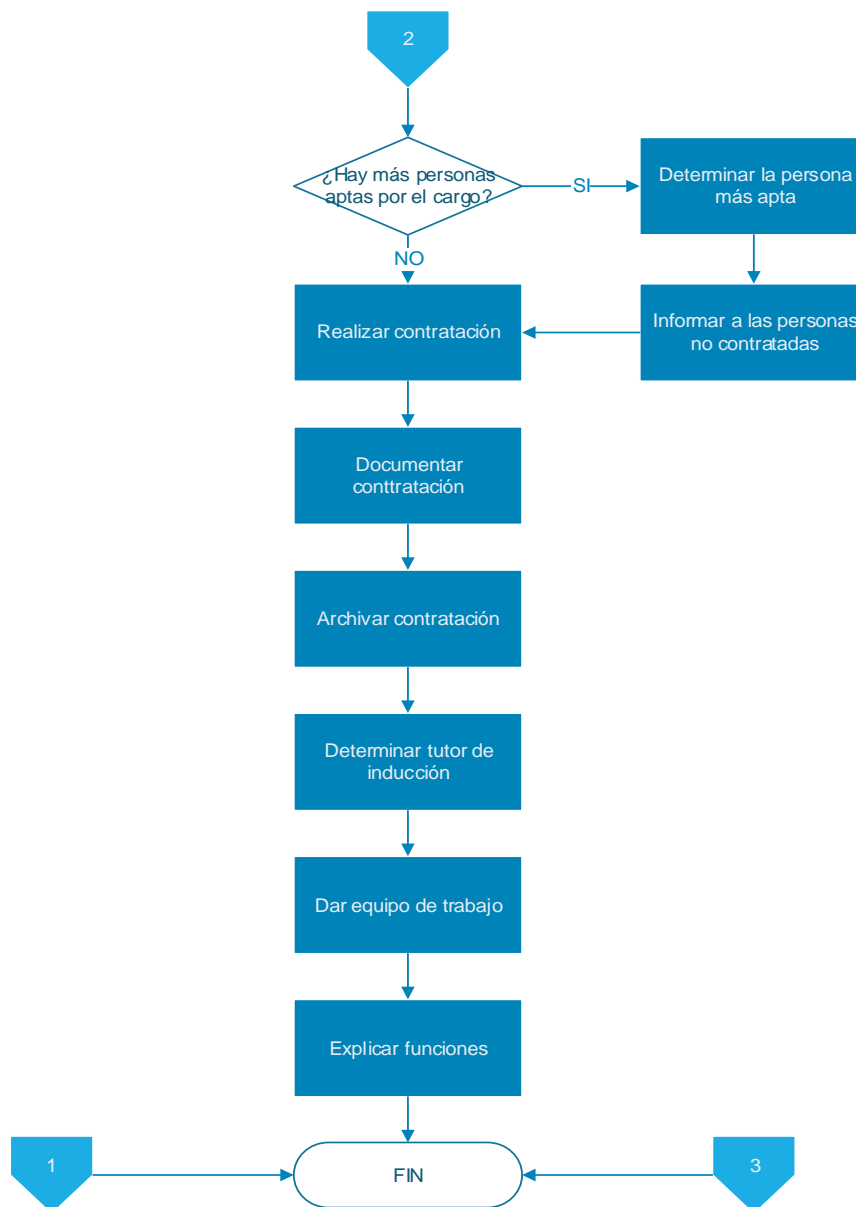 2
¿Hay más personas
aptas por el cargo?
SI
Determinar la persona
más apta
NO
Realizar contratación
Informar a las personas
no contratadas
Documentar
conttratación
Archivar contratación
Determinar tutor de
inducción
Dar equipo de trabajo
Explicar funciones
1
FIN
3